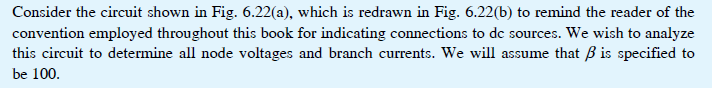 Consider the circuit shown in Fig. 6.22(a), which is redrawn in Fig. 6.22(b) to remind the reader of the
convention employed throughout this book for indicating connections to dc sources. We wish to analyze
this circuit to determine all node voltages and branch currents. We will assume that β is specified to
be 100.